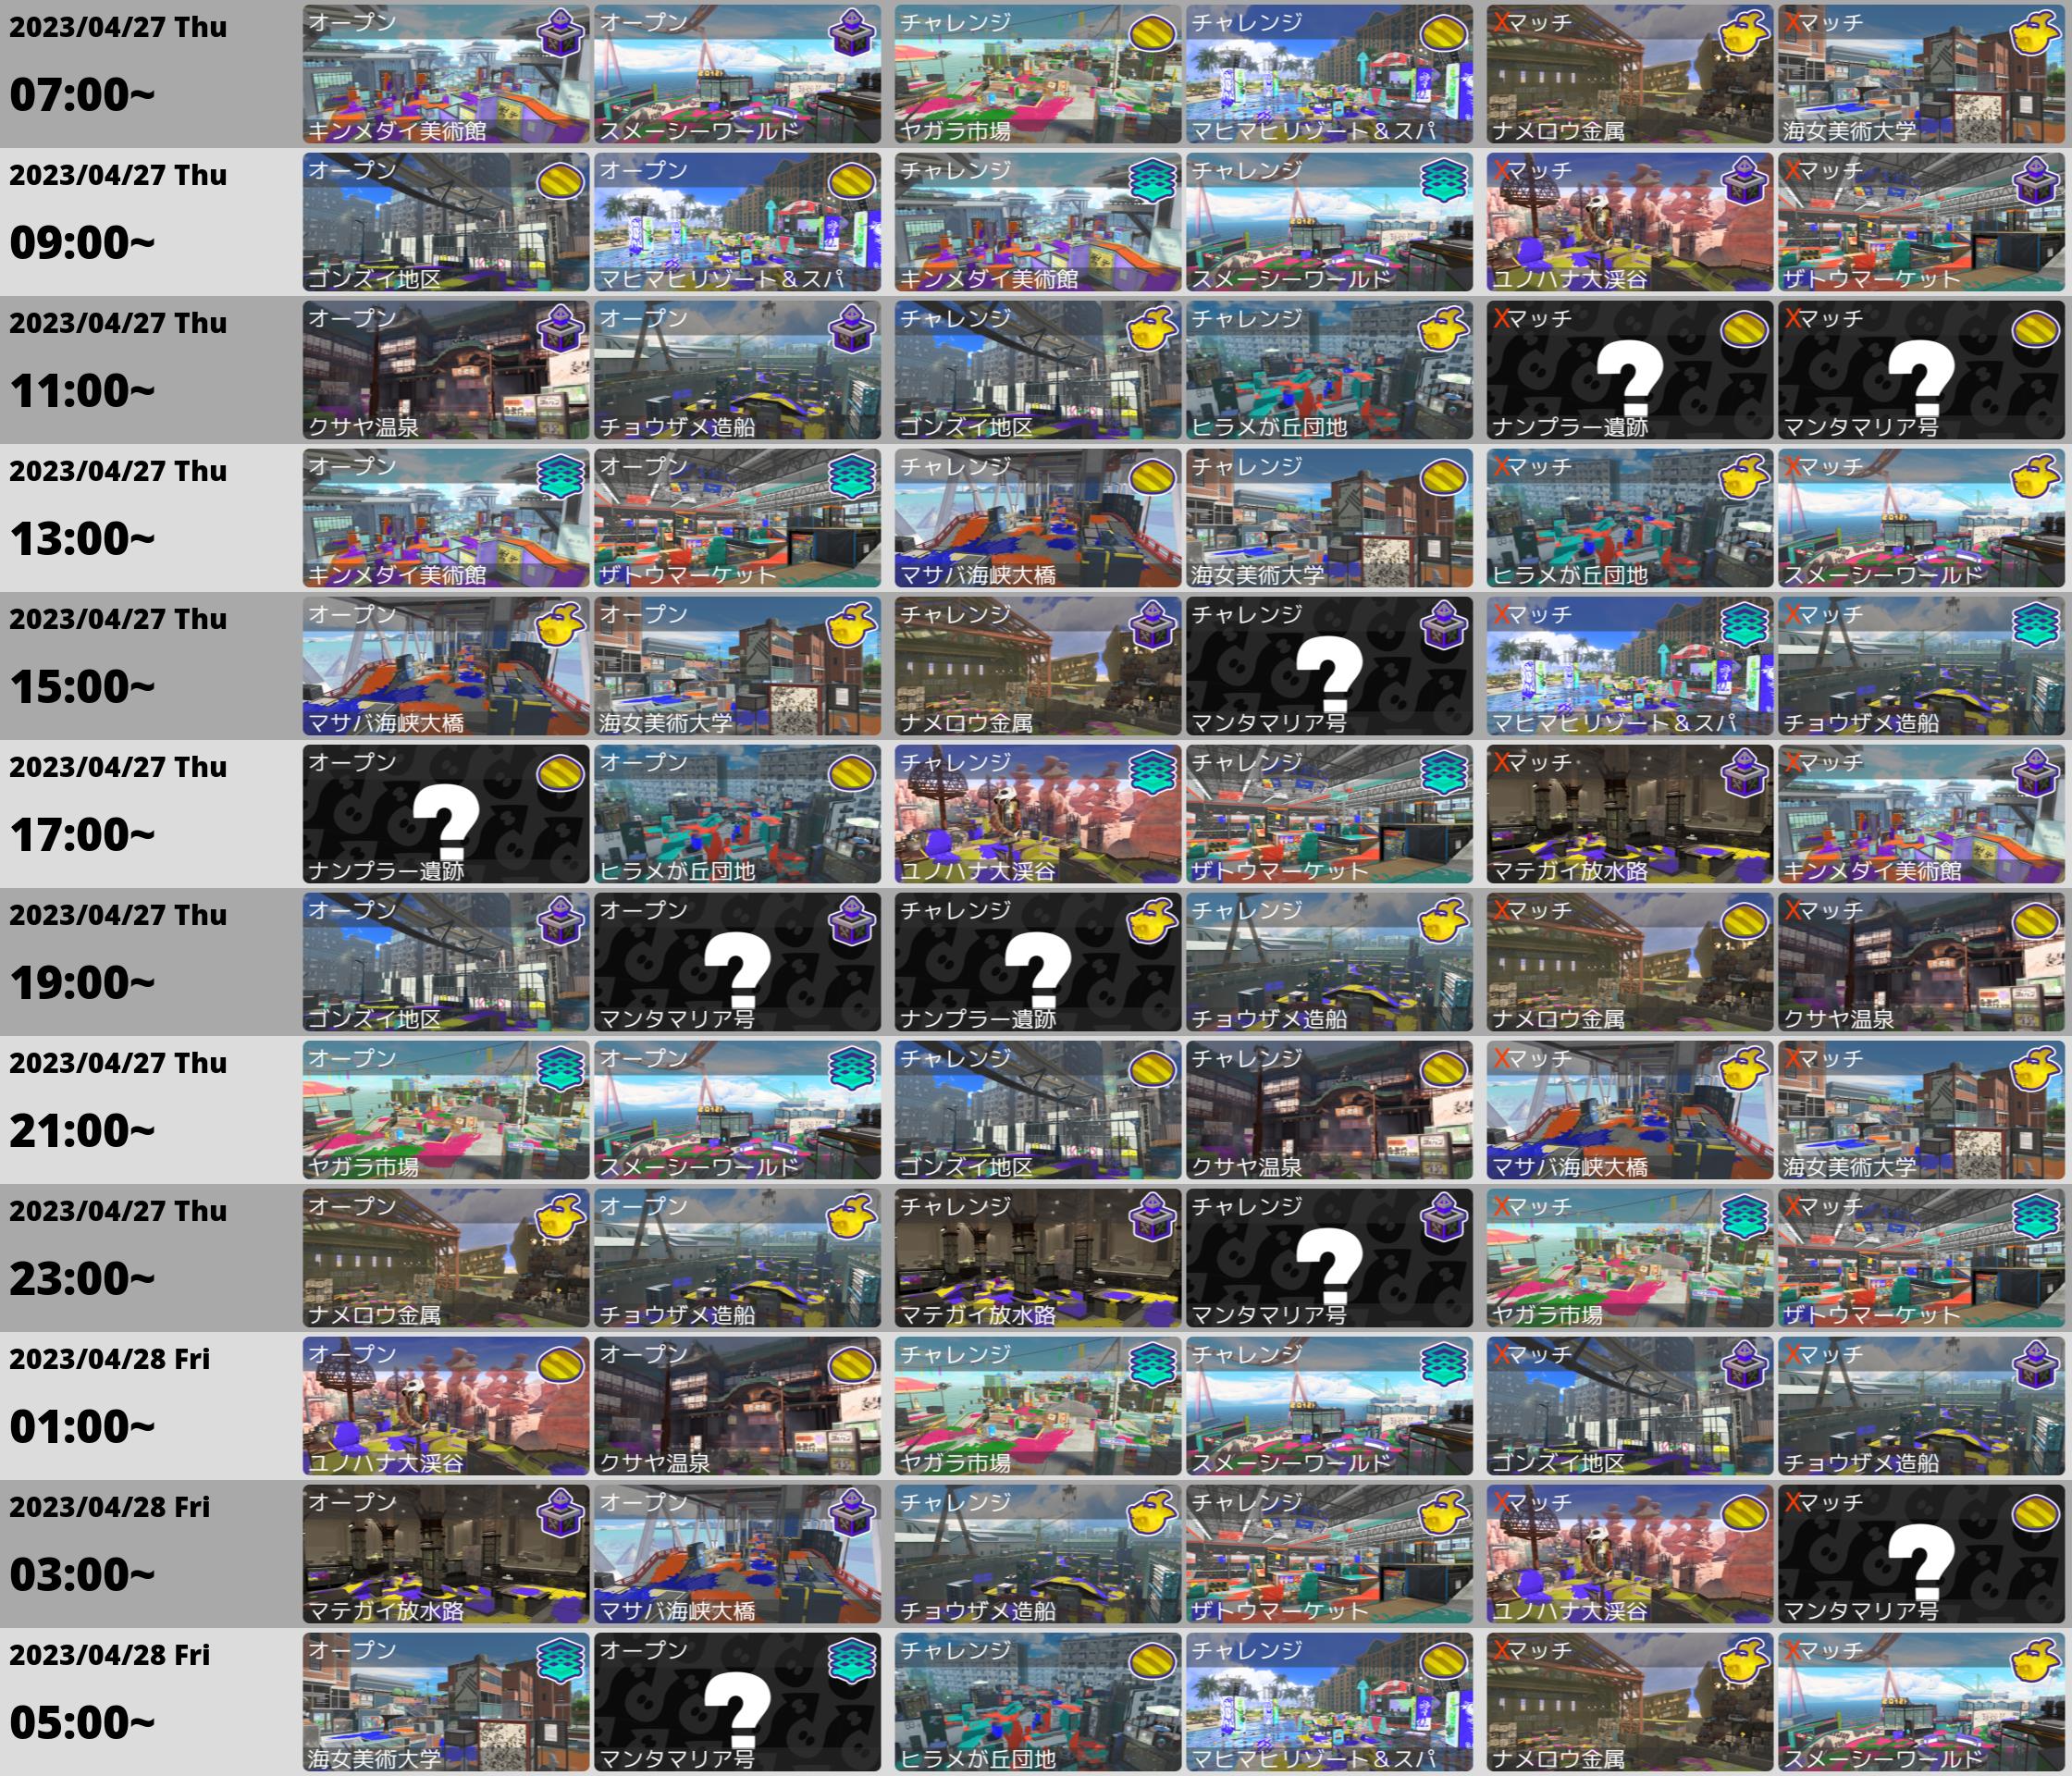 2023/04/27 Thu
07:00~
オープン
キンメダイ美術館
オープン
スメーシーワールド
チャレンジ
ヤガラ市場
チャレンジ
マヒマヒリゾート＆スパ
Xマッチ
ナメロウ金属
Xマッチ
海女美術大学
2023/04/27 Thu
09:00~
オープン
ゴンズイ地区
オープン
マヒマヒリゾート＆スパ
チャレンジ
キンメダイ美術館
チャレンジ
スメーシーワールド
Xマッチ
ユノハナ大渓谷
Xマッチ
ザトウマーケット
2023/04/27 Thu
11:00~
オープン
クサヤ温泉
オープン
チョウザメ造船
チャレンジ
ゴンズイ地区
チャレンジ
ヒラメが丘団地
Xマッチ
?
ナンプラー遺跡
Xマッチ
?
マンタマリア号
2023/04/27 Thu
13:00~
オープン
キンメダイ美術館
オープン
ザトウマーケット
チャレンジ
マサバ海峡大橋
チャレンジ
海女美術大学
Xマッチ
ヒラメが丘団地
Xマッチ
スメーシーワールド
2023/04/27 Thu
15:00~
オープン
マサバ海峡大橋
オープン
海女美術大学
チャレンジ
ナメロウ金属
チャレンジ
?
マンタマリア号
Xマッチ
マヒマヒリゾート＆スパ
Xマッチ
チョウザメ造船
2023/04/27 Thu
17:00~
オープン
?
ナンプラー遺跡
オープン
ヒラメが丘団地
チャレンジ
ユノハナ大渓谷
チャレンジ
ザトウマーケット
Xマッチ
マテガイ放水路
Xマッチ
キンメダイ美術館
2023/04/27 Thu
19:00~
オープン
ゴンズイ地区
オープン
?
マンタマリア号
チャレンジ
?
ナンプラー遺跡
チャレンジ
チョウザメ造船
Xマッチ
ナメロウ金属
Xマッチ
クサヤ温泉
2023/04/27 Thu
21:00~
オープン
ヤガラ市場
オープン
スメーシーワールド
チャレンジ
ゴンズイ地区
チャレンジ
クサヤ温泉
Xマッチ
マサバ海峡大橋
Xマッチ
海女美術大学
2023/04/27 Thu
23:00~
オープン
ナメロウ金属
オープン
チョウザメ造船
チャレンジ
マテガイ放水路
チャレンジ
?
マンタマリア号
Xマッチ
ヤガラ市場
Xマッチ
ザトウマーケット
2023/04/28 Fri
01:00~
オープン
ユノハナ大渓谷
オープン
クサヤ温泉
チャレンジ
ヤガラ市場
チャレンジ
スメーシーワールド
Xマッチ
ゴンズイ地区
Xマッチ
チョウザメ造船
2023/04/28 Fri
03:00~
オープン
マテガイ放水路
オープン
マサバ海峡大橋
チャレンジ
チョウザメ造船
チャレンジ
ザトウマーケット
Xマッチ
ユノハナ大渓谷
Xマッチ
?
マンタマリア号
2023/04/28 Fri
05:00~
オープン
海女美術大学
オープン
?
マンタマリア号
チャレンジ
ヒラメが丘団地
チャレンジ
マヒマヒリゾート＆スパ
Xマッチ
ナメロウ金属
Xマッチ
スメーシーワールド